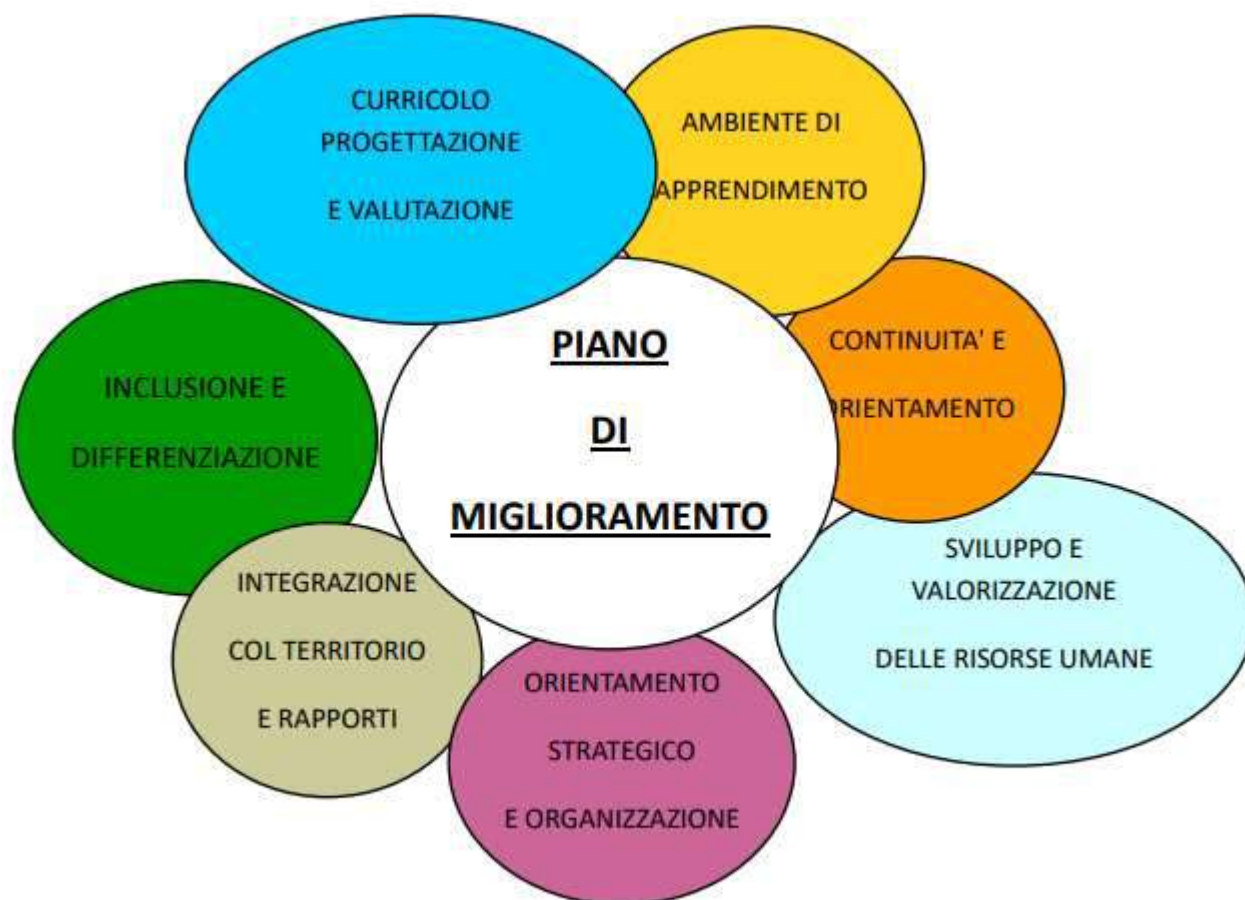 CURRICOLO
PROGETTAZIONE
E VALUTAZIONE
AMBIENTE DI
APPRENDIMENTO
CONTINUITA' E
ORIENTAMENTO
SVILUPPO E
VALORIZZAZIONE
DELLE RISORSE UMANE
ORIENTAMENTO
STRATEGICO
E ORGANIZZAZIONE
INTEGRAZIONE
COL TERRITORIO
E RAPPORTI
INCLUSIONE E
DIFFERENZIAZIONE
PIANO
DI
MIGLIORAMENTO